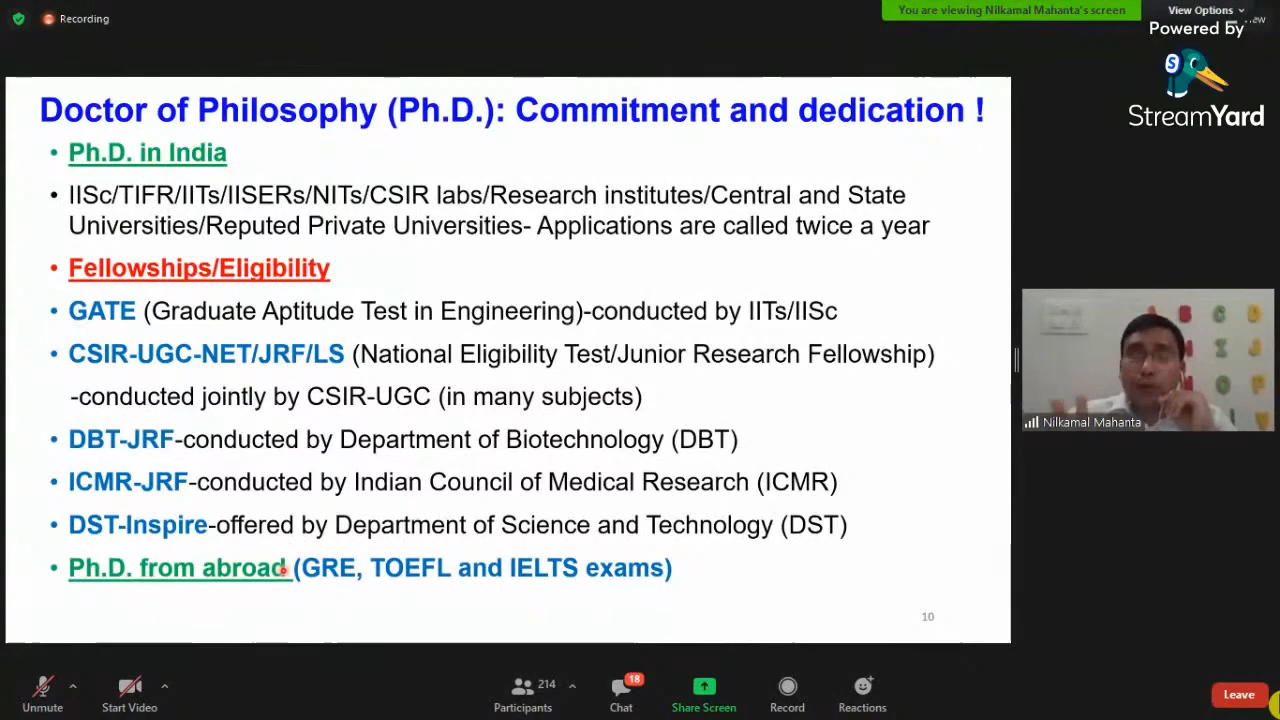 Recording
You are viewing Nilkamal Mahanta's screen
View Options
Powered by
StreamYard
Doctor of Philosophy (Ph.D.): Commitment and dedication !
• Ph.D. in India
• IISc/TIFR/IITs/IISERs/NITs/CSIR labs/Research institutes/Central and State
Universities/Reputed Private Universities- Applications are called twice a year
• Fellowships/Eligibility
• GATE (Graduate Aptitude Test in Engineering)-conducted by IITs/IISc
• CSIR-UGC-NET/JRF/LS (National Eligibility Test/Junior Research Fellowship)
-conducted jointly by CSIR-UGC (in many subjects)
• DBT-JRF-conducted by Department of Biotechnology (DBT)
• ICMR-JRF-conducted by Indian Council of Medical Research (ICMR)
• DST-Inspire-offered by Department of Science and Technology (DST)
• Ph.D. from abroad (GRE, TOEFL and IELTS exams)
10
Nilkamal Mahanta
Unmute
Start Video
214
Participants
18
Chat
Share Screen
Record
Reactions
Leave